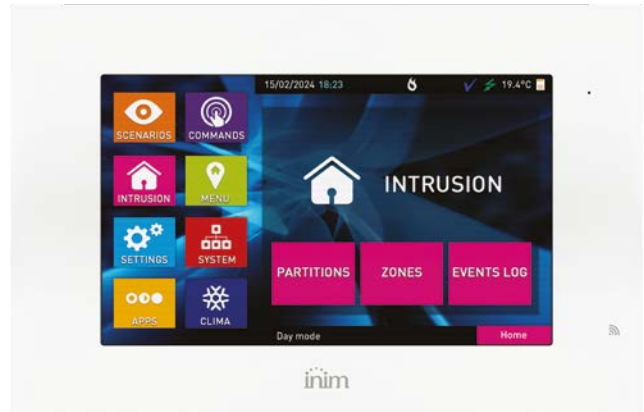 15/02/2024 18:23 19.4°C
SCENARIOS COMMANDS
INTRUSION MENU
INTRUSION
SETTINGS SYSTEM
PARTITIONS ZONES EVENTS LOG
APPS CLIMA
Day mode Home
inim